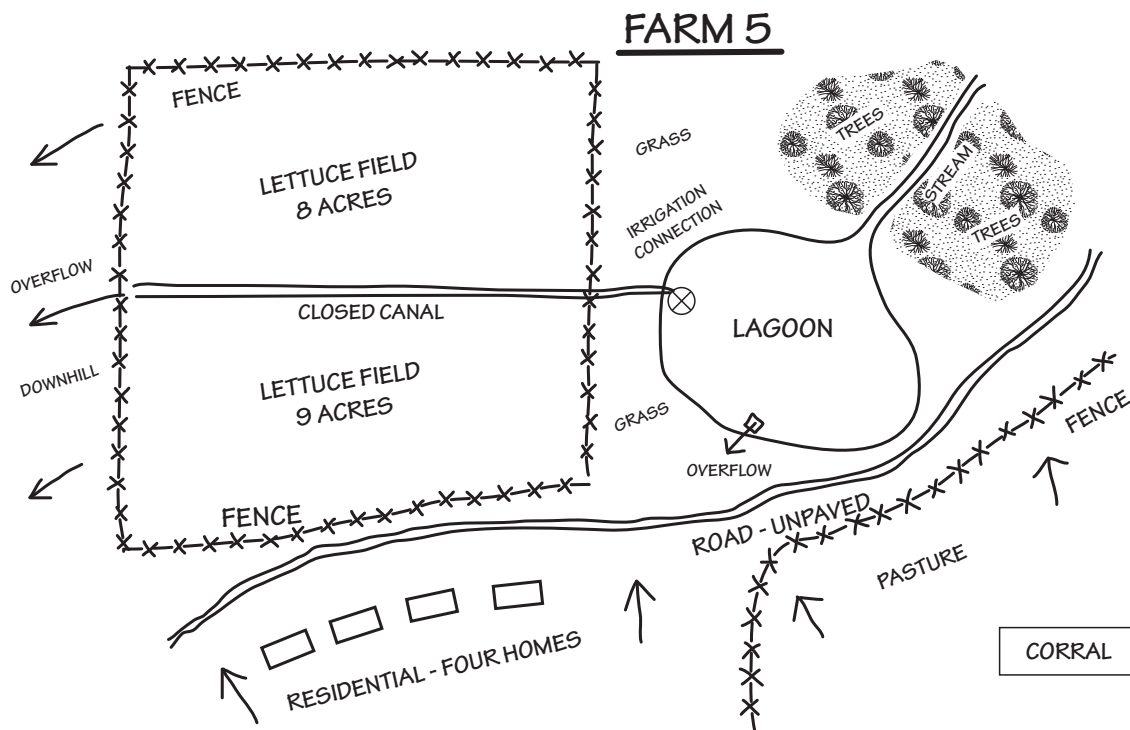 FARM 5
FENCE
LETTUCE FIELD
8 ACRES
GRASS
TREES
STREAM
TREES
IRRIGATION
CONNECTION
OVERFLOW
CLOSED CANAL
LAGOON
DOWNHILL
LETTUCE FIELD
9 ACRES
GRASS
OVERFLOW
FENCE
FENCE
ROAD - UNPAVED
PASTURE
RESIDENTIAL - FOUR HOMES
CORRAL